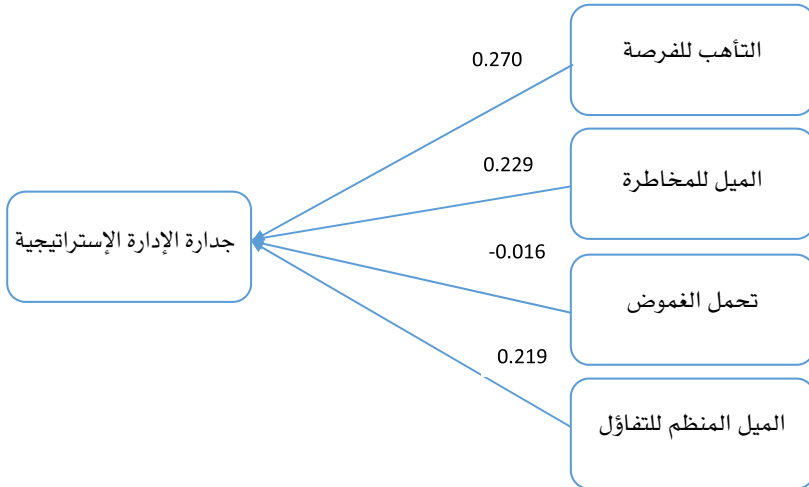 التأهب للفرصة
0.270
الميل للمخاطرة
0.229
جدارة الإدارة الإستراتيجية
-0.016
تحمل الغموض
0.219
الميل المنظم للتفاؤل